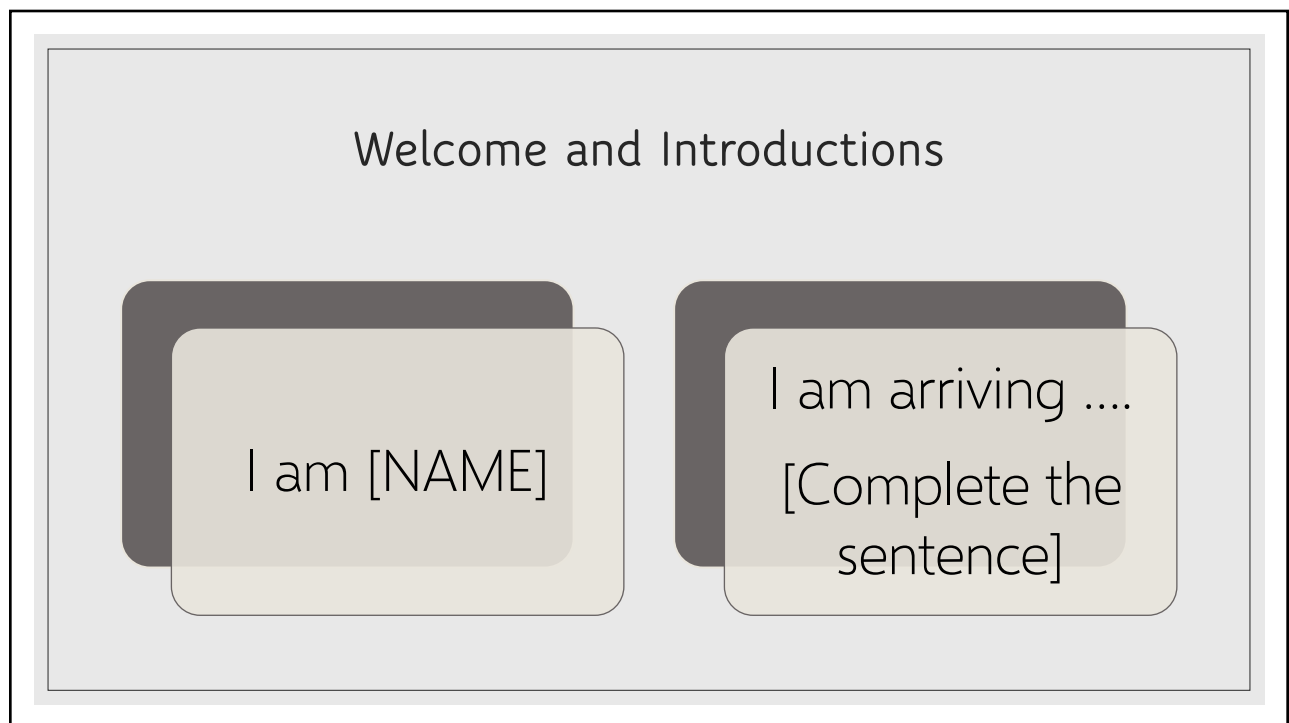 Welcome and Introductions
I am [NAME]
I am arriving ....
[Complete the
sentence]